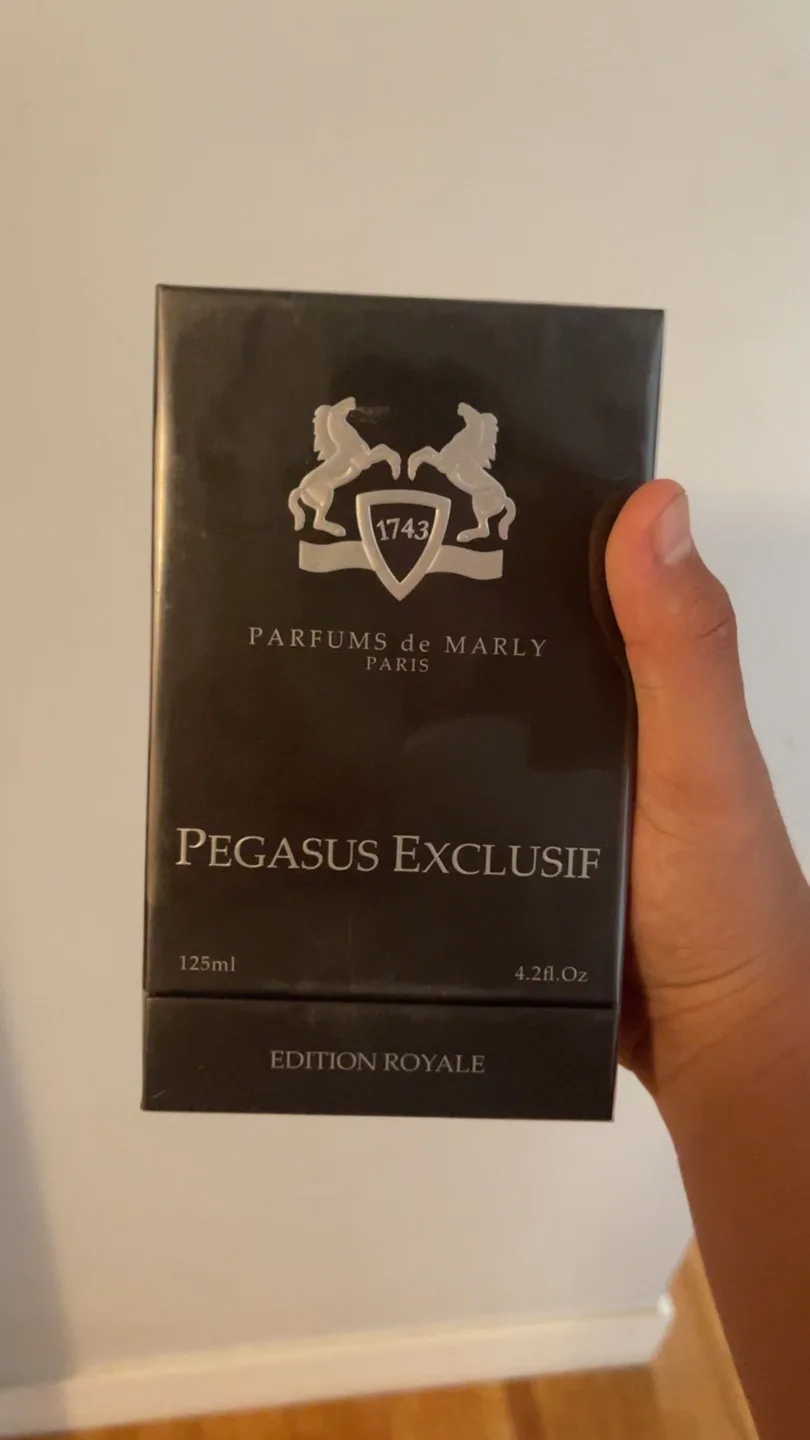 1743
PARFUMS de MARLY
PARIS
PEGASUS EXCLUSIF
125ml 4.2fl.Oz
EDITION ROYALE